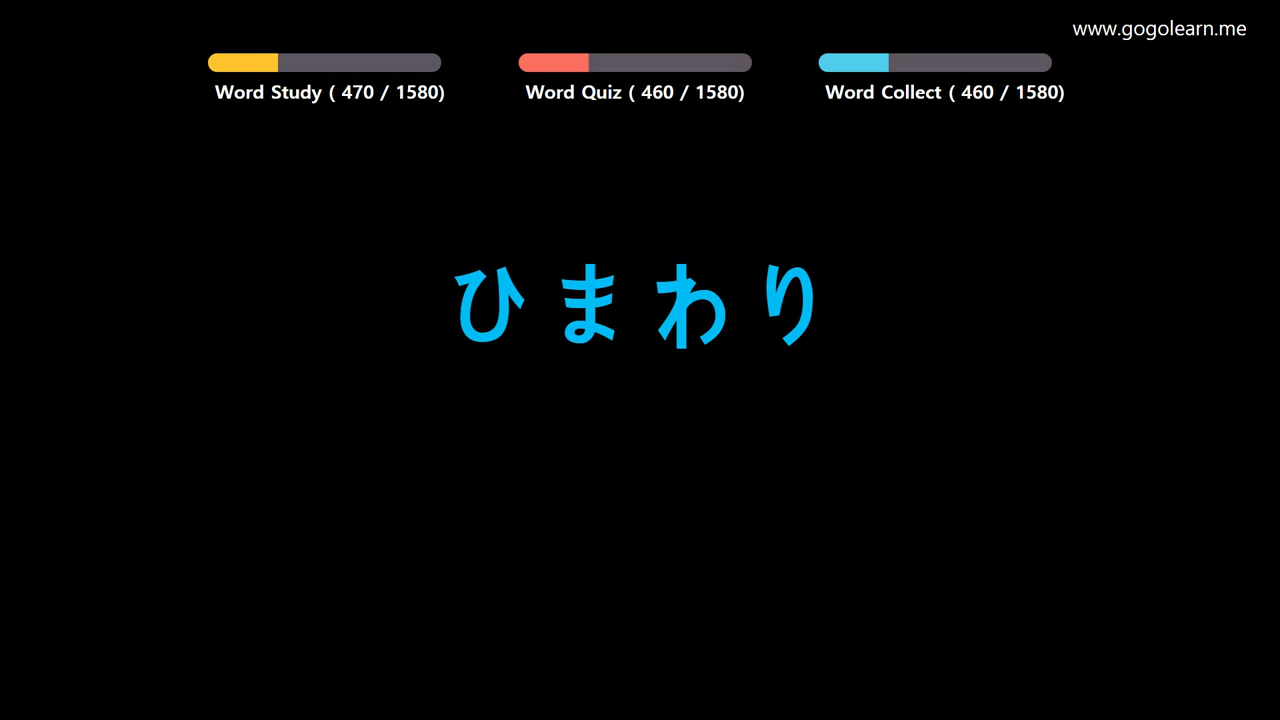 www.gogolearn.me
Word Study ( 470 / 1580)
Word Quiz ( 460 / 1580)
Word Collect ( 460 / 1580)
ひまわり